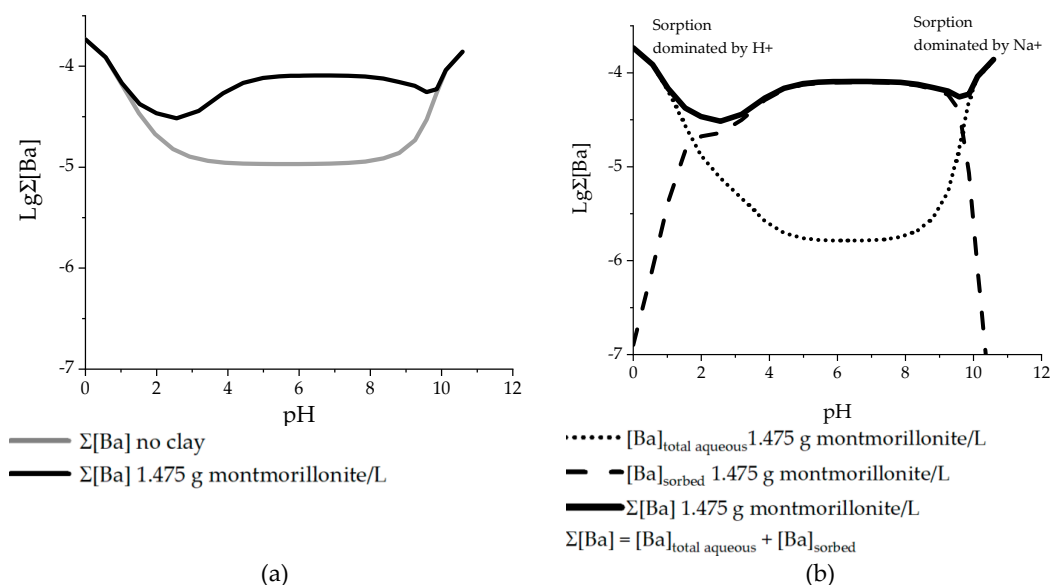 LgΣ[Ba]
-4
-5
-6
-7
0
2
4
6
8
10
12
pH
Σ[Ba] no clay
Σ[Ba] 1.475 g montmorillonite/L
(a)
Sorption
dominated by H+
Sorption
dominated by Na+
LgΣ[Ba]
-4
-5
-6
-7
0
2
4
6
8
10
12
pH
[Ba]total aqueous 1.475 g montmorillonite/L
[Ba]sorbed 1.475 g montmorillonite/L
Σ[Ba] 1.475 g montmorillonite/L
Σ[Ba] = [Ba]total aqueous + [Ba]sorbed
(b)